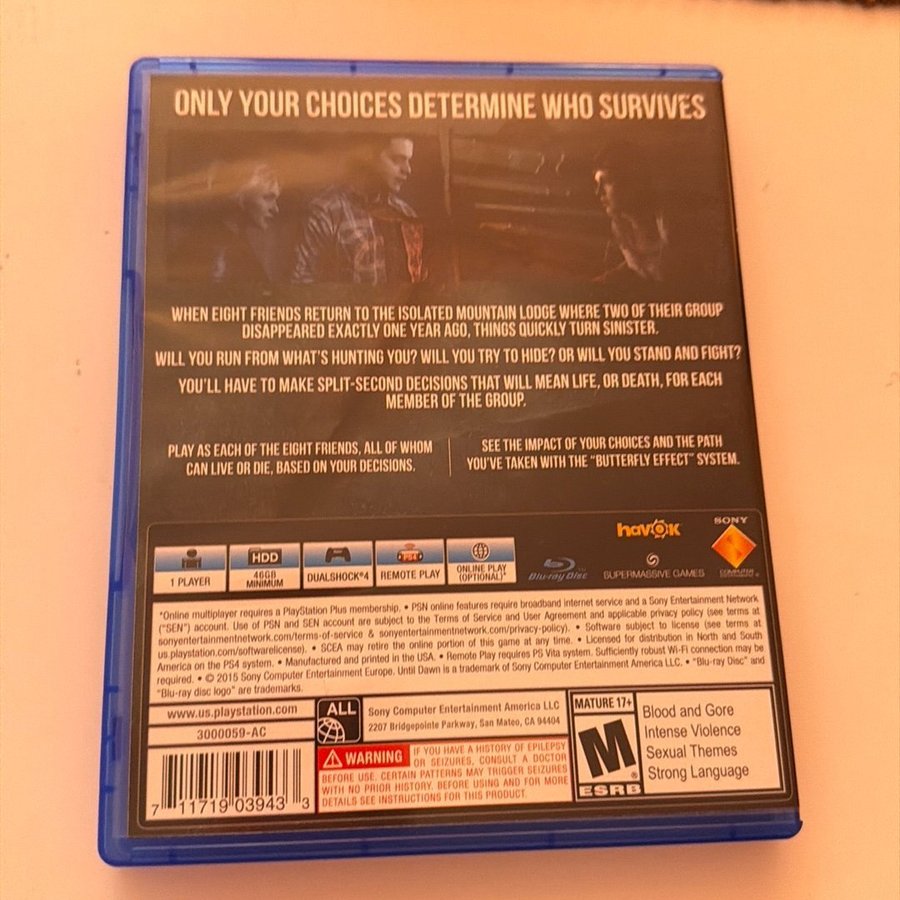 ONLY YOUR CHOICES DETERMINE WHO SURVIVES
WHEN EIGHT FRIENDS RETURN TO THE ISOLATED MOUNTAIN LODGE WHERE TWO OF THEIR GROUP
DISAPPEARED EXACTLY ONE YEAR AGO, THINGS QUICKLY TURN SINISTER.
WILL YOU RUN FROM WHAT'S HUNTING YOU? WILL YOU TRY TO HIDE? OR WILL YOU STAND AND FIGHT?
YOU'LL HAVE TO MAKE SPLIT-SECOND DECISIONS THAT WILL MEAN LIFE, OR DEATH, FOR EACH
MEMBER OF THE GROUP.
PLAY AS EACH OF THE EIGHT FRIENDS, ALL OF WHOM
CAN LIVE OR DIE, BASED ON YOUR DECISIONS.
SEE THE IMPACT OF YOUR CHOICES AND THE PATH
YOU'VE TAKEN WITH THE "BUTTERFLY EFFECT" SYSTEM.
1 PLAYER
HDD
46GB
MINIMUM
DUALSHOCK®4
PS4
REMOTE PLAY
ONLINE PLAY
(OPTIONAL)*
Blu-ray Disc
havok
SUPERMASSIVE GAMES
SONY
COMPUTER
*Online multiplayer requires a PlayStation Plus membership. • PSN online features require broadband internet service and a Sony Entertainment Network
("SEN") account. Use of PSN and SEN account are subject to the Terms of Service and User Agreement and applicable privacy policy (see terms at
sonyentertainmentnetwork.com/terms-of-service & sonyentertainmentnetwork.com/privacy-policy). • Software subject to license (see terms at
us.playstation.com/softwarelicense). • SCEA may retire the online portion of this game at any time. • Licensed for distribution in North and South
America on the PS4 system. • Manufactured and printed in the USA. • Remote Play requires PS Vita system. Sufficiently robust Wi-Fi connection may be
required. • © 2015 Sony Computer Entertainment Europe. Until Dawn is a trademark of Sony Computer Entertainment America LLC. • "Blu-ray Disc" and
"Blu-ray disc logo" are trademarks.
www.us.playstation.com
3000059-AC
7 11719 03943 3
ALL
Sony Computer Entertainment America LLC
2207 Bridgepointe Parkway, San Mateo, CA 94404
WARNING IF YOU HAVE A HISTORY OF EPILEPSY
OR SEIZURES, CONSULT A DOCTOR
BEFORE USE. CERTAIN PATTERNS MAY TRIGGER SEIZURES
WITH NO PRIOR HISTORY. BEFORE USING AND FOR MORE
DETAILS SEE INSTRUCTIONS FOR THIS PRODUCT.
MATURE 17+
M
ESRB
Blood and Gore
Intense Violence
Sexual Themes
Strong Language